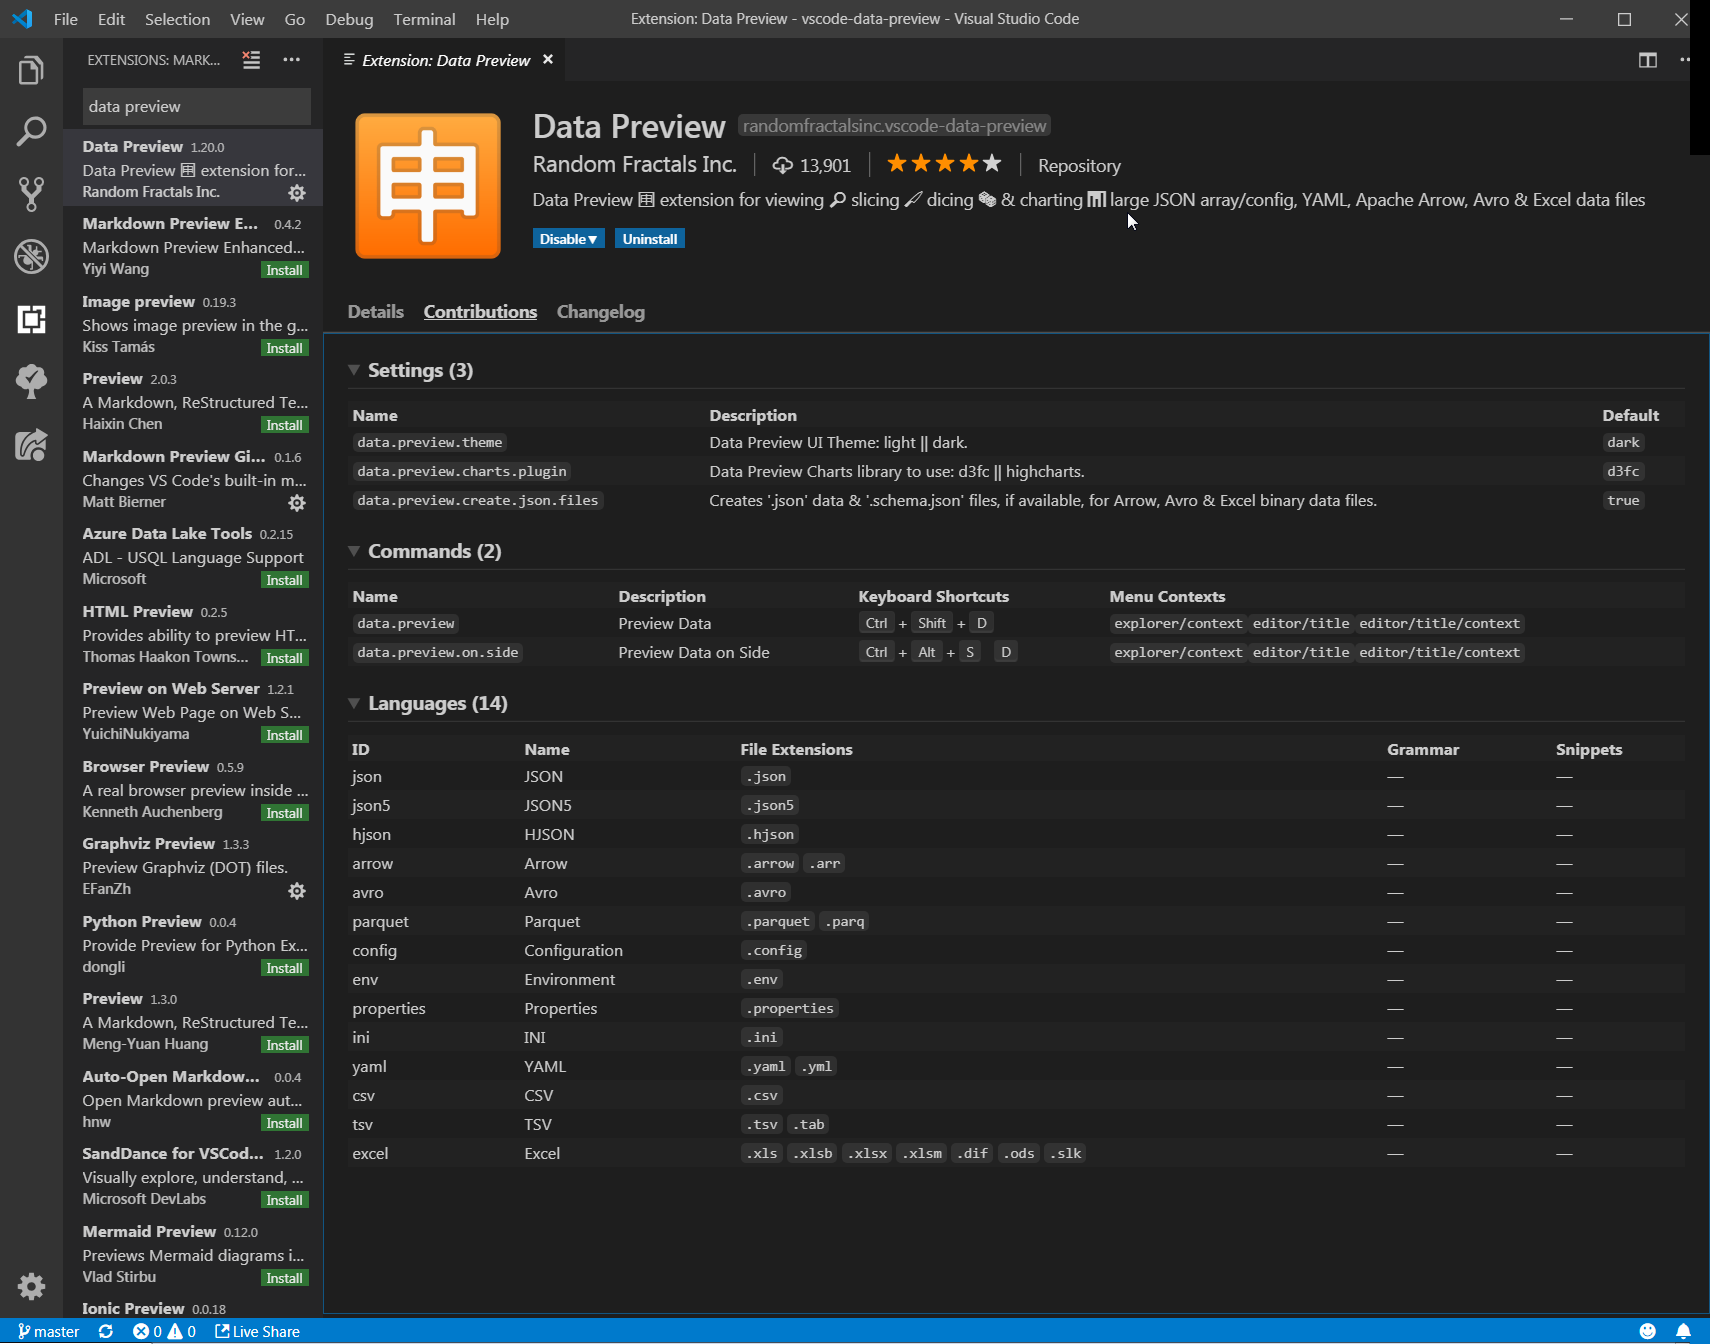 File Edit Selection View Go Debug Terminal Help
Extension: Data Preview - vscode-data-preview - Visual Studio Code
EXTENSIONS: MARK...
data preview
Data Preview 1.20.0
Data Preview 🈸 extension for...
Random Fractals Inc.
Markdown Preview E... 0.4.2
Markdown Preview Enhanced...
Yiyi Wang Install
Image preview 0.19.3
Shows image preview in the g...
Kiss Tamás Install
Preview 2.0.3
A Markdown, ReStructured Te...
Haixin Chen Install
Markdown Preview Gi... 0.1.6
Changes VS Code's built-in m...
Matt Bierner
Azure Data Lake Tools 0.2.15
ADL - USQL Language Support
Microsoft Install
HTML Preview 0.2.5
Provides ability to preview HT...
Thomas Haakon Towns... Install
Preview on Web Server 1.2.1
Preview Web Page on Web S...
YuichiNukiyama Install
Browser Preview 0.5.9
A real browser preview inside ...
Kenneth Auchenberg Install
Graphviz Preview 1.3.3
Preview Graphviz (DOT) files.
EFanZh
Python Preview 0.0.4
Provide Preview for Python Ex...
dongli Install
Preview 1.3.0
A Markdown, ReStructured Te...
Meng-Yuan Huang Install
Auto-Open Markdow... 0.0.4
Open Markdown preview aut...
hnw Install
SandDance for VSCod... 1.2.0
Visually explore, understand, ...
Microsoft DevLabs Install
Mermaid Preview 0.12.0
Previews Mermaid diagrams i...
Vlad Stirbu Install
Ionic Preview 0.0.18
Extension: Data Preview
申
Data Preview randomfractalsinc.vscode-data-preview
Random Fractals Inc. 13,901 Repository
Data Preview 🈸 extension for viewing 🔎 slicing 🔪 dicing 🎲 & charting 📊 large JSON array/config, YAML, Apache Arrow, Avro & Excel data files
Disable▼ Uninstall
Details Contributions Changelog
Settings (3)
Name Description Default
data.preview.theme Data Preview UI Theme: light || dark. dark
data.preview.charts.plugin Data Preview Charts library to use: d3fc || highcharts. d3fc
data.preview.create.json.files Creates '.json' data & '.schema.json' files, if available, for Arrow, Avro & Excel binary data files. true
Commands (2)
Name Description Keyboard Shortcuts Menu Contexts
data.preview Preview Data Ctrl + Shift + D explorer/context editor/title editor/title/context
data.preview.on.side Preview Data on Side Ctrl + Alt + S D explorer/context editor/title editor/title/context
Languages (14)
ID Name File Extensions Grammar Snippets
json JSON .json — —
json5 JSON5 .json5 — —
hjson HJSON .hjson — —
arrow Arrow .arrow .arr — —
avro Avro .avro — —
parquet Parquet .parquet .parq — —
config Configuration .config — —
env Environment .env — —
properties Properties .properties — —
ini INI .ini — —
yaml YAML .yaml .yml — —
csv CSV .csv — —
tsv TSV .tsv .tab — —
excel Excel .xls .xlsb .xlsx .xlsm .dif .ods .slk — —
master 0 0 Live Share